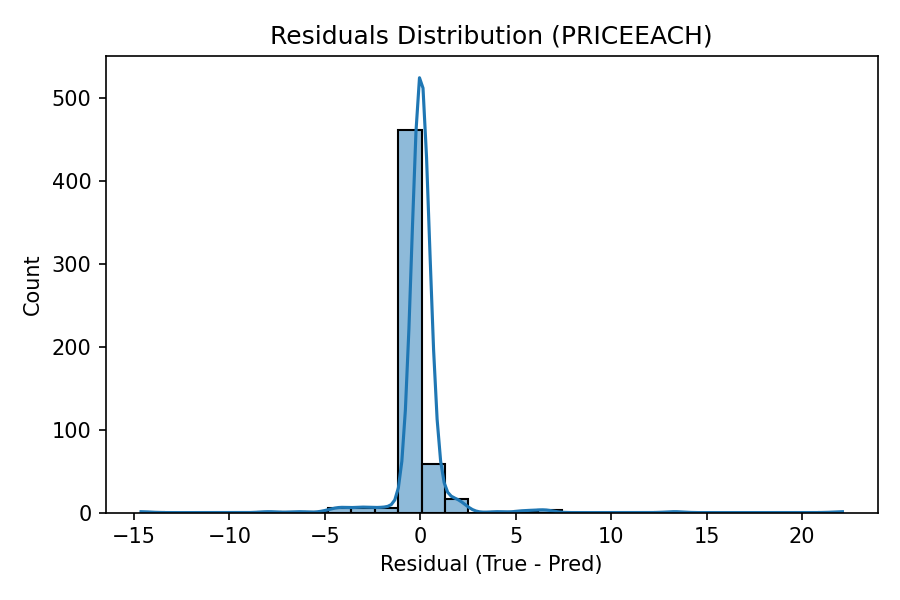 Residuals Distribution (PRICEEACH)
500
400
300
200
100
0
Count
−15 −10 −5 0 5 10 15 20
Residual (True - Pred)